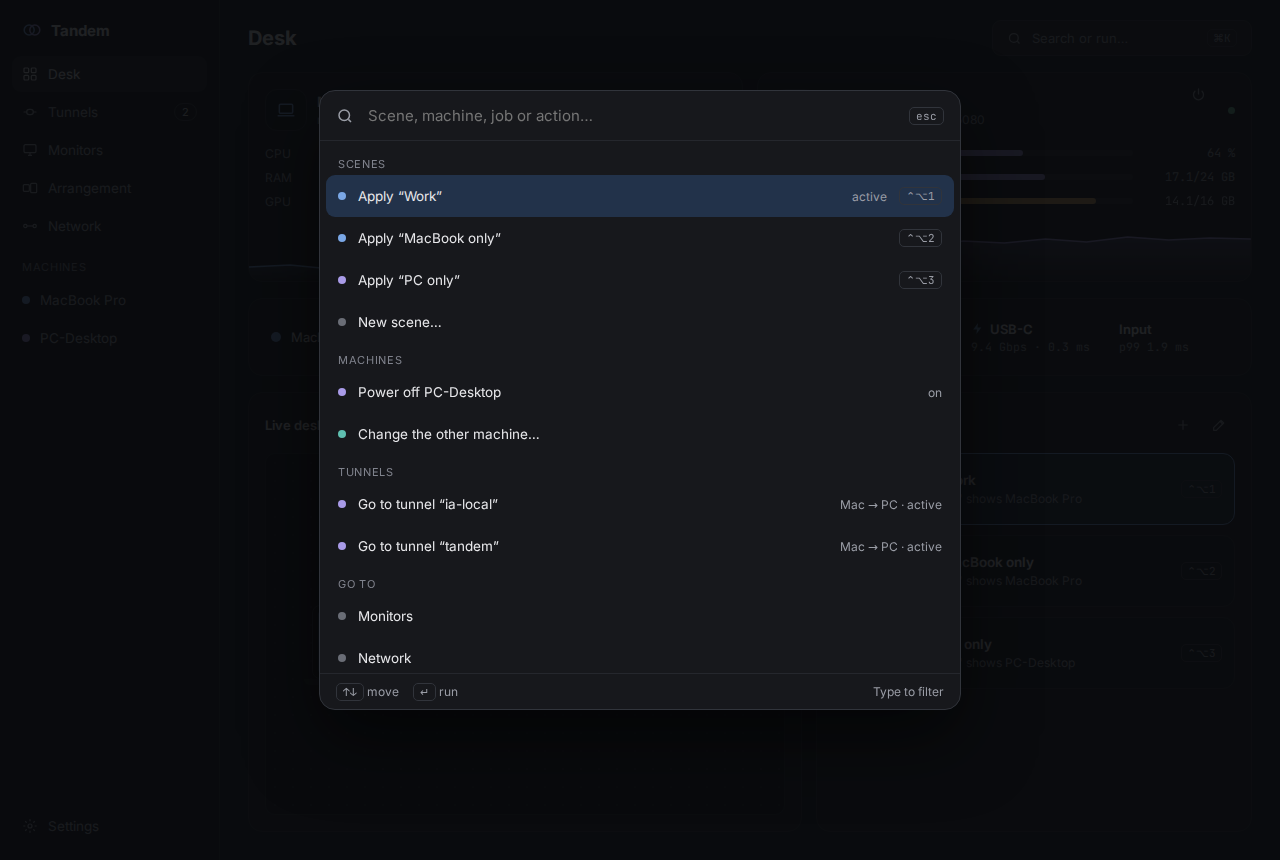 Tandem
Desk
Search or run… ⌘K
Desk
Tunnels 2
Monitors
Arrangement
Network
MACHINES
MacBook Pro
PC-Desktop
Settings
Scene, machine, job or action… esc
SCENES
Apply “Work” active ⌃⌥1
Apply “MacBook only” ⌃⌥2
Apply “PC only” ⌃⌥3
New scene…
MACHINES
Power off PC-Desktop on
Change the other machine…
TUNNELS
Go to tunnel “ia-local” Mac → PC · active
Go to tunnel “tandem” Mac → PC · active
GO TO
Monitors
Network
↑↓ move ↵ run Type to filter
CPU 64 %
RAM 17.1/24 GB
GPU 14.1/16 GB
USB-C Input
9.4 Gbps · 0.3 ms p99 1.9 ms
shows MacBook Pro ⌃⌥1
only
shows MacBook Pro ⌃⌥2
only
shows PC-Desktop ⌃⌥3